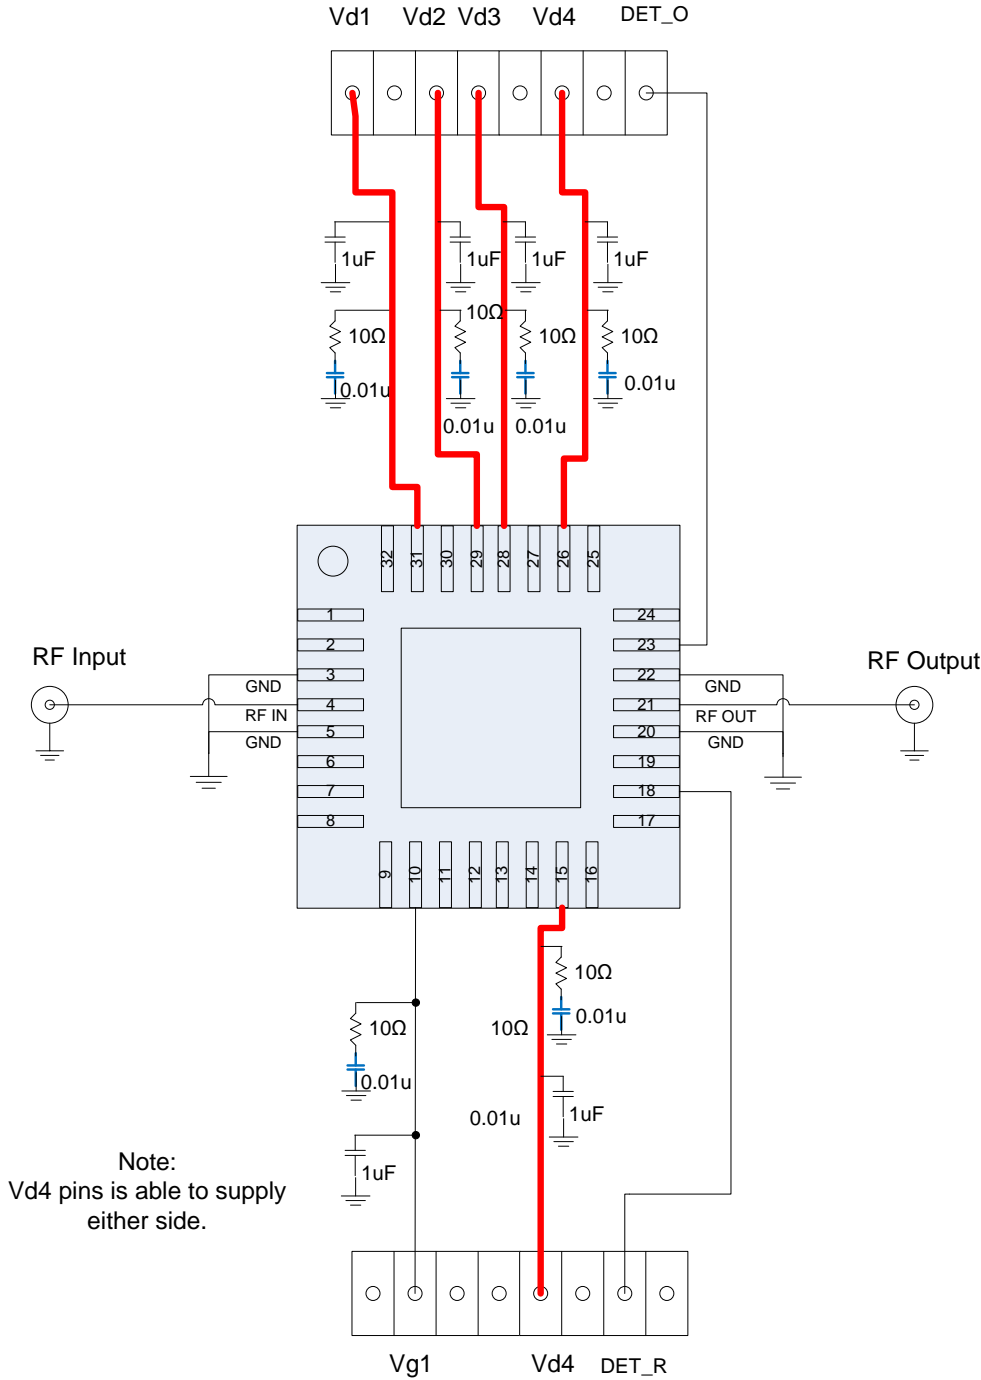 Vd1 Vd2 Vd3 Vd4 DET_O
1uF 1uF 1uF 1uF
10Ω
10Ω 10Ω 10Ω
0.01u 0.01u
0.01u 0.01u
32 31 30 29 28 27 26 25
1 24
2 23
RF Input RF Output
3 22
GND GND
4 21
RF IN RF OUT
5 20
GND GND
6 19
7 18
8 17
9 10 11 12 13 14 15 16
10Ω
0.01u
10Ω 10Ω
0.01u
0.01u 1uF
Note:
Vd4 pins is able to supply
either side.
1uF
Vg1 Vd4 DET_R